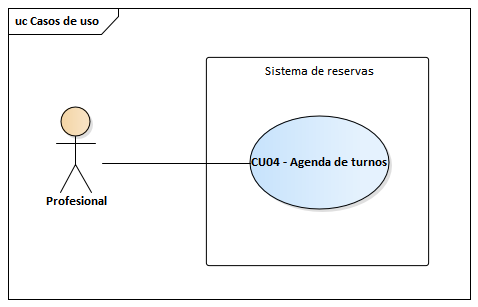 uc Casos de uso
Sistema de reservas
CU04 - Agenda de turnos
Profesional